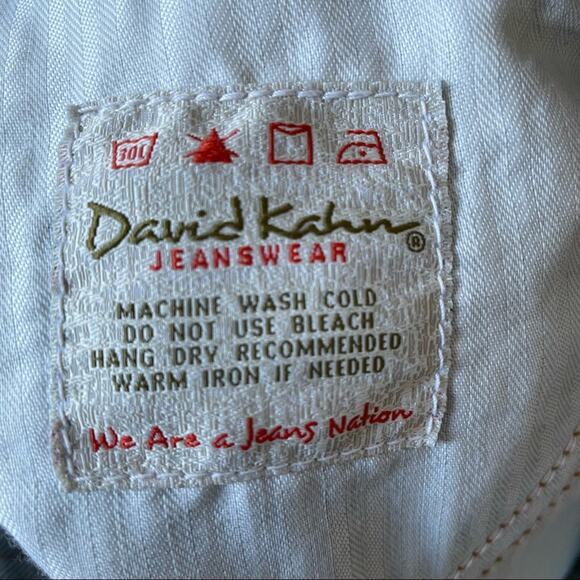 30C
David Kahn®
JEANSWEAR
MACHINE WASH COLD
DO NOT USE BLEACH
HANG DRY RECOMMENDED
WARM IRON IF NEEDED
We Are a Jeans Nation